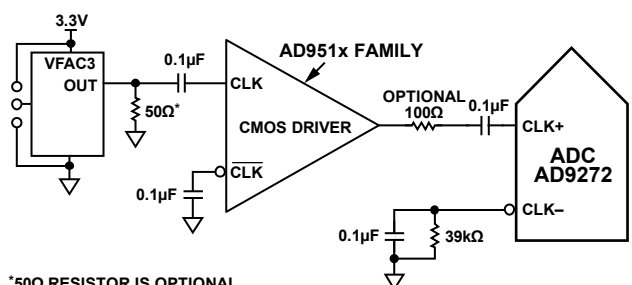 3.3V
VFAC3
OUT
0.1µF
50Ω*
AD951x FAMILY
CLK
CMOS DRIVER
CLK
0.1µF
OPTIONAL
100Ω
0.1µF
CLK+
ADC
AD9272
CLK–
0.1µF
39kΩ
*50Ω RESISTOR IS OPTIONAL